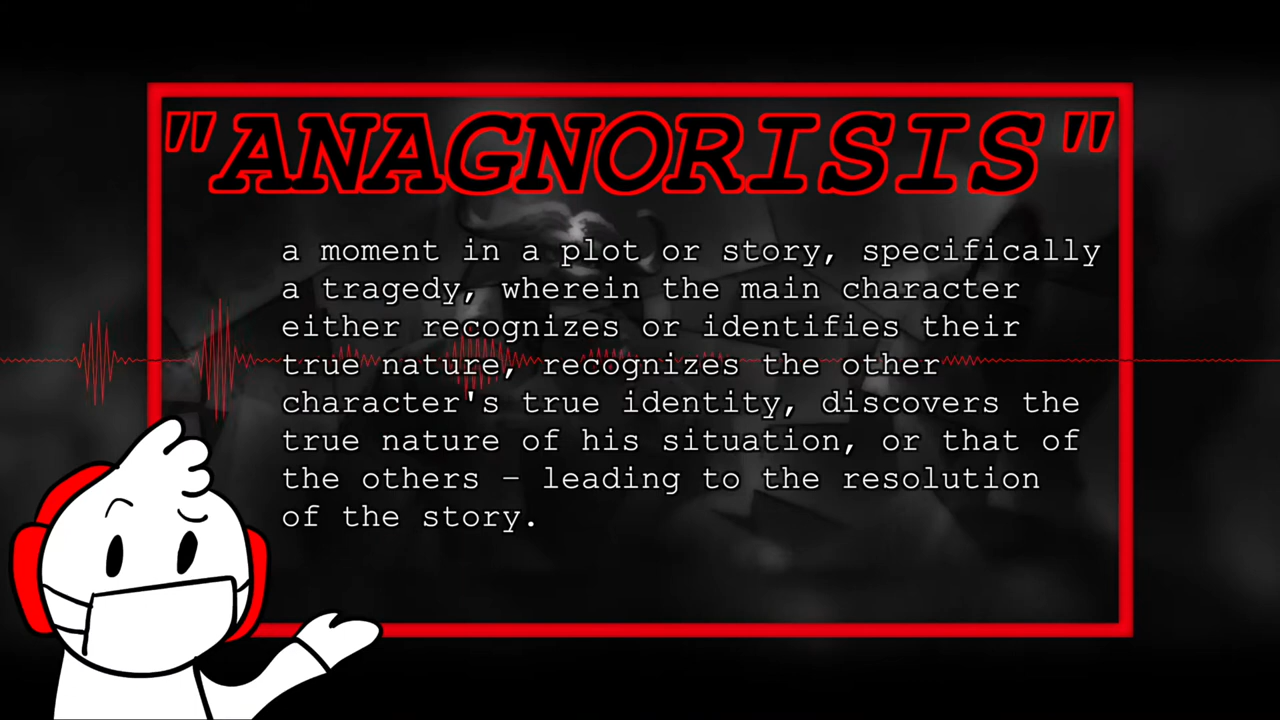 "ANAGNORISIS"
a moment in a plot or story, specifically
a tragedy, wherein the main character
either recognizes or identifies their
true nature, recognizes the other
character's true identity, discovers the
true nature of his situation, or that of
the others – leading to the resolution
of the story.